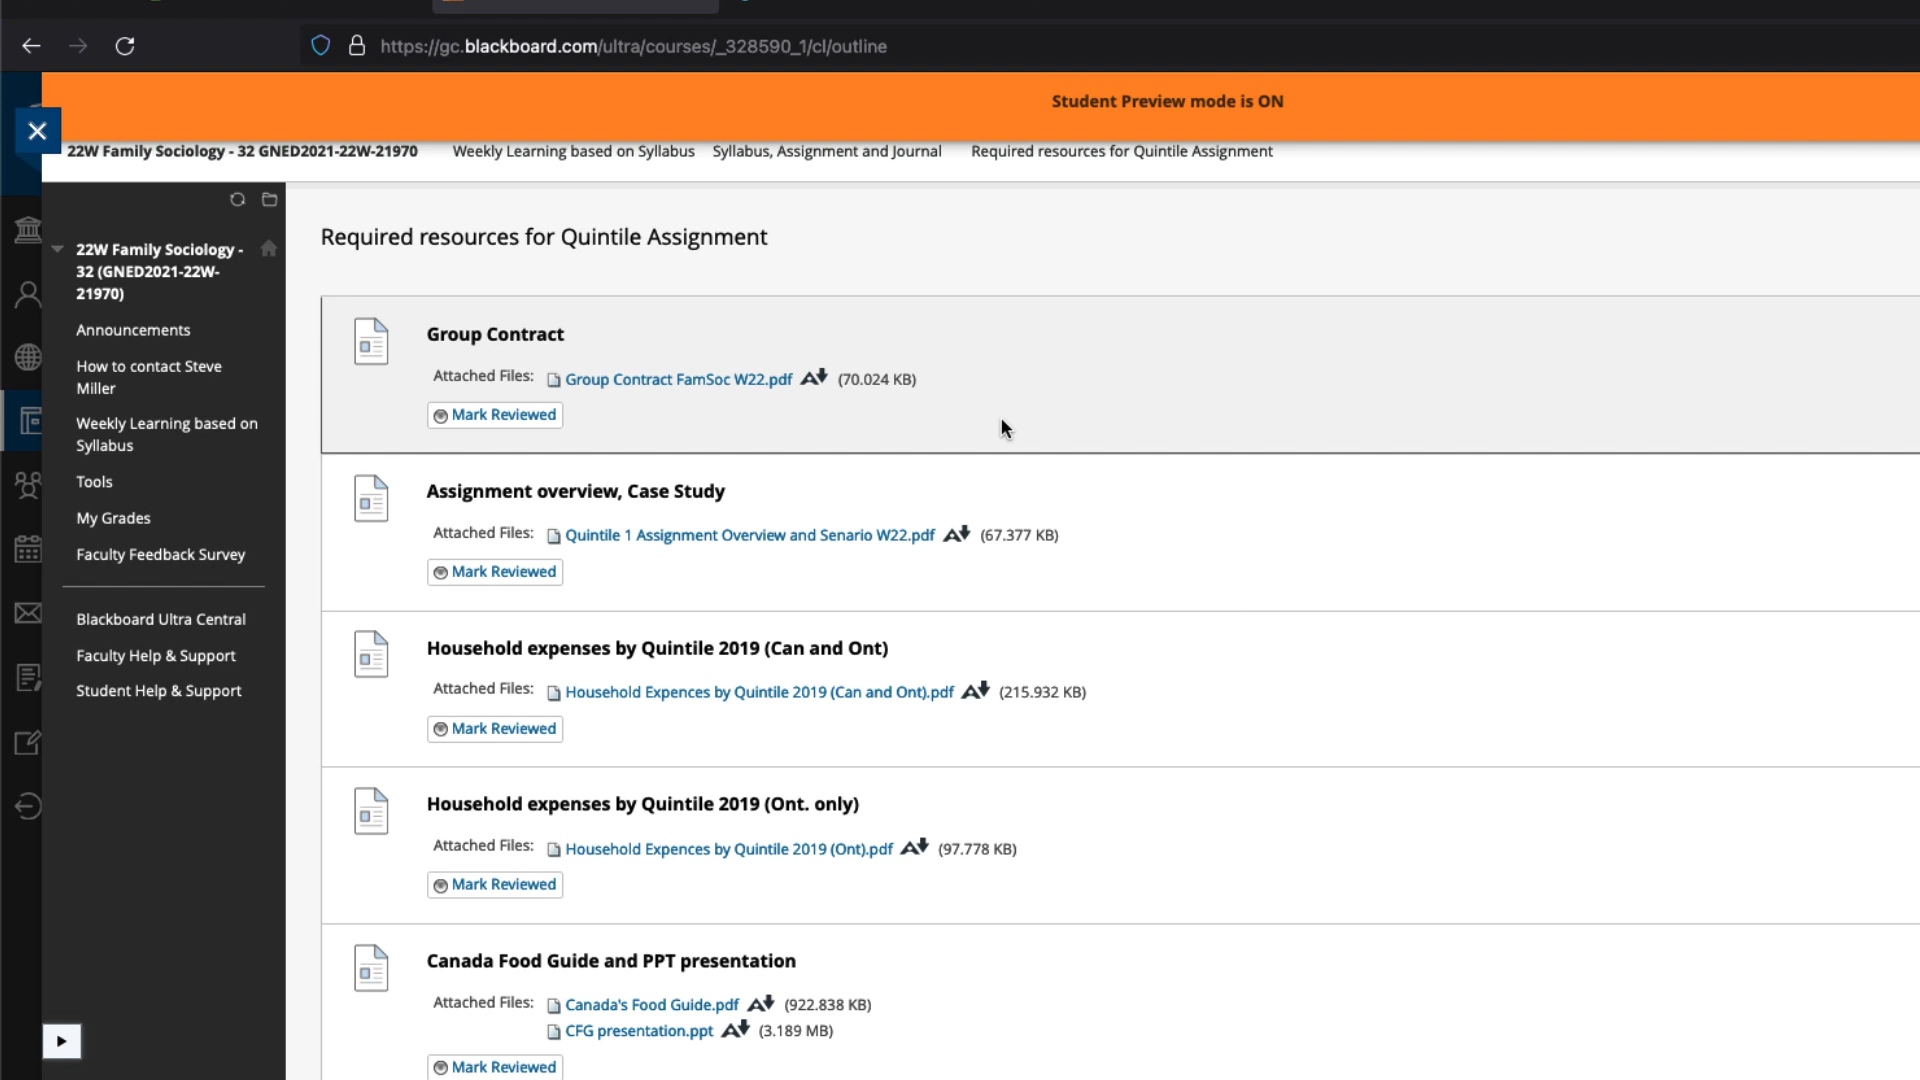 https://gc.blackboard.com/ultra/courses/_328590_1/cl/outline
Student Preview mode is ON
22W Family Sociology - 32 GNED2021-22W-21970 Weekly Learning based on Syllabus Syllabus, Assignment and Journal Required resources for Quintile Assignment
22W Family Sociology -
32 (GNED2021-22W-
21970)
Announcements
How to contact Steve
Miller
Weekly Learning based on
Syllabus
Tools
My Grades
Faculty Feedback Survey
Blackboard Ultra Central
Faculty Help & Support
Student Help & Support
Required resources for Quintile Assignment
Group Contract
Attached Files: Group Contract FamSoc W22.pdf (70.024 KB)
Mark Reviewed
Assignment overview, Case Study
Attached Files: Quintile 1 Assignment Overview and Senario W22.pdf (67.377 KB)
Mark Reviewed
Household expenses by Quintile 2019 (Can and Ont)
Attached Files: Household Expences by Quintile 2019 (Can and Ont).pdf (215.932 KB)
Mark Reviewed
Household expenses by Quintile 2019 (Ont. only)
Attached Files: Household Expences by Quintile 2019 (Ont).pdf (97.778 KB)
Mark Reviewed
Canada Food Guide and PPT presentation
Attached Files: Canada's Food Guide.pdf (922.838 KB)
CFG presentation.ppt (3.189 MB)
Mark Reviewed